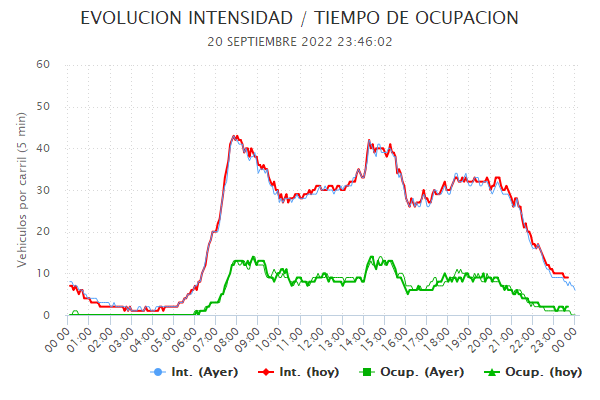 EVOLUCION INTENSIDAD / TIEMPO DE OCUPACION
20 SEPTIEMBRE 2022 23:46:02
Vehiculos por carril (5 min)
60
50
40
30
20
10
0
00:00 01:00 02:00 03:00 04:00 05:00 06:00 07:00 08:00 09:00 10:00 11:00 12:00 13:00 14:00 15:00 16:00 17:00 18:00 19:00 20:00 21:00 22:00 23:00 00:00
Int. (Ayer) Int. (hoy) Ocup. (Ayer) Ocup. (hoy)